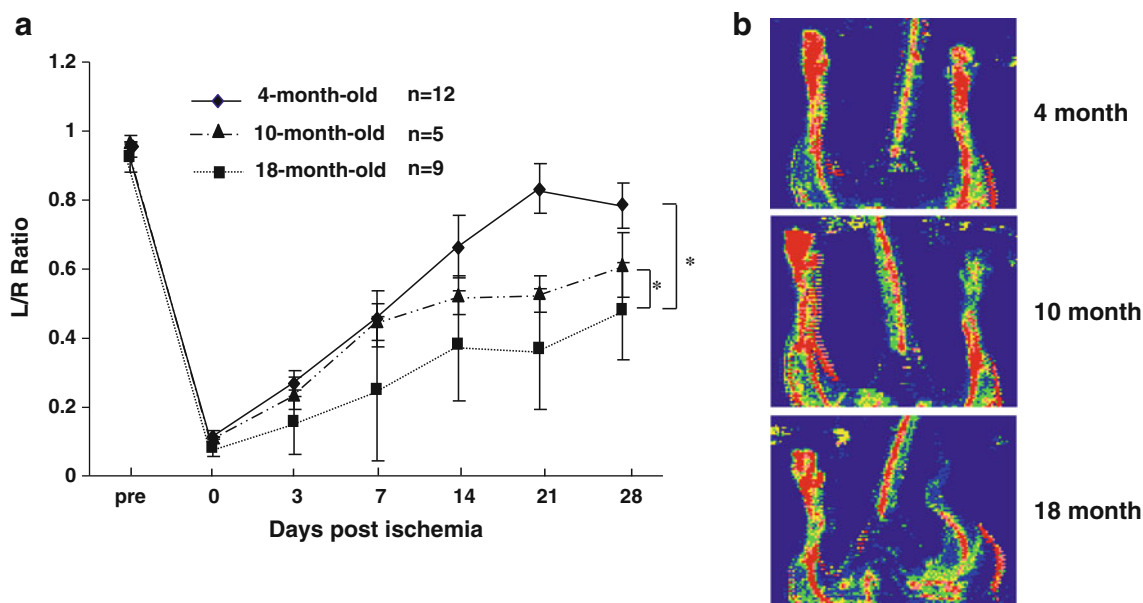 a
1.2
1
0.8
0.6
0.4
0.2
0
L/R Ratio
4-month-old n=12
10-month-old n=5
18-month-old n=9
*
*
pre 0 3 7 14 21 28
Days post ischemia
b
4 month
10 month
18 month